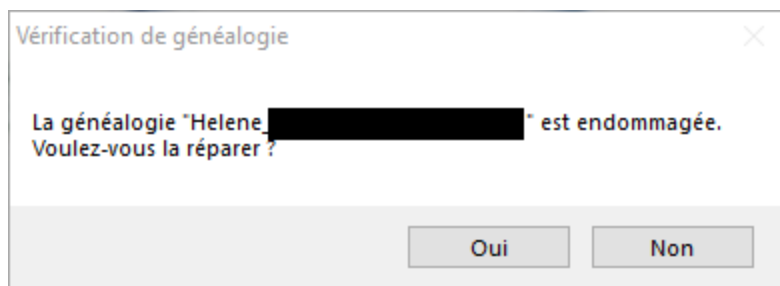 Vérification de généalogie
La généalogie "Helene_ " est endommagée.
Voulez-vous la réparer ?
Oui Non